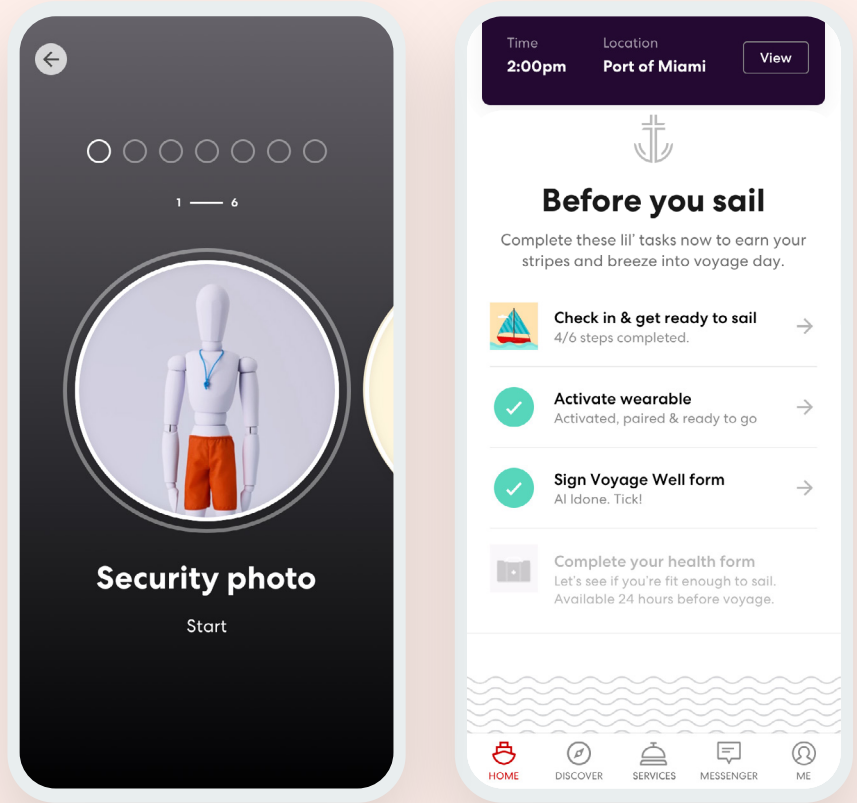 1 — 6
Security photo
Start
Time
2:00pm
Location
Port of Miami
View
Before you sail
Complete these lil' tasks now to earn your
stripes and breeze into voyage day.
Check in & get ready to sail
4/6 steps completed.
Activate wearable
Activated, paired & ready to go
Sign Voyage Well form
Al ldone. Tick!
Complete your health form
Let's see if you're fit enough to sail.
Available 24 hours before voyage.
HOME
DISCOVER
SERVICES
MESSENGER
ME